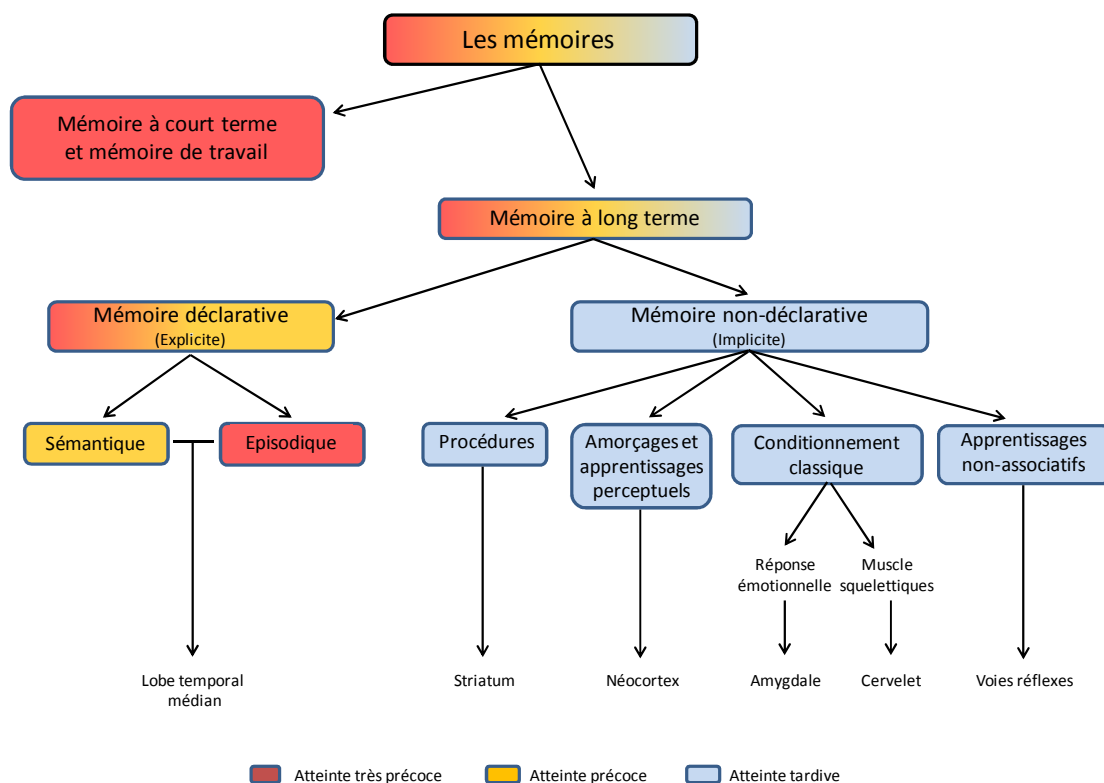 Les mémoires
Mémoire à court terme
et mémoire de travail
Mémoire à long terme
Mémoire déclarative
(Explicite)
Mémoire non-déclarative
(Implicite)
Sémantique
Episodique
Procédures
Amorçages et
apprentissages
perceptuels
Conditionnement
classique
Apprentissages
non-associatifs
Réponse
émotionnelle
Muscle
squelettiques
Lobe temporal
médian
Striatum
Néocortex
Amygdale
Cervelet
Voies réflexes
Atteinte très précoce
Atteinte précoce
Atteinte tardive